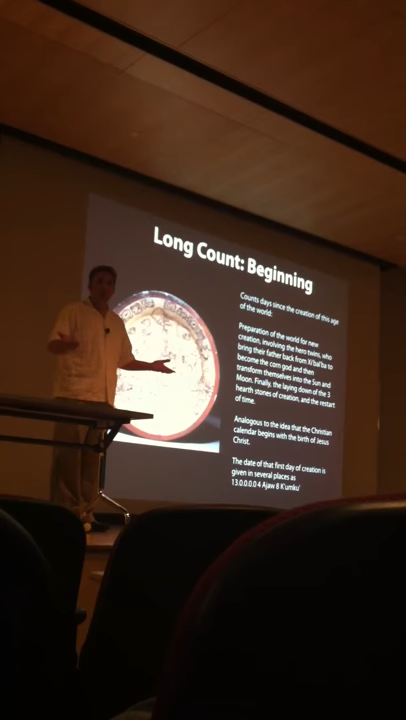 Long Count: Beginning
Counts days since the creation of this age
of the world:
Preparation of the world for new
creation, involving the hero twins, who
bring their father back from Xi/bal'ba to
become the corn god and then
transform themselves into the Sun and
Moon. Finally, the laying down of the 3
hearth stones of creation, and the restart
of time.
Analogous to the idea that the Christian
calendar begins with the birth of Jesus
Christ.
The date of that first day of creation is
given in several places as
13.0.0.0.0 4 Ajaw 8 K'umku'